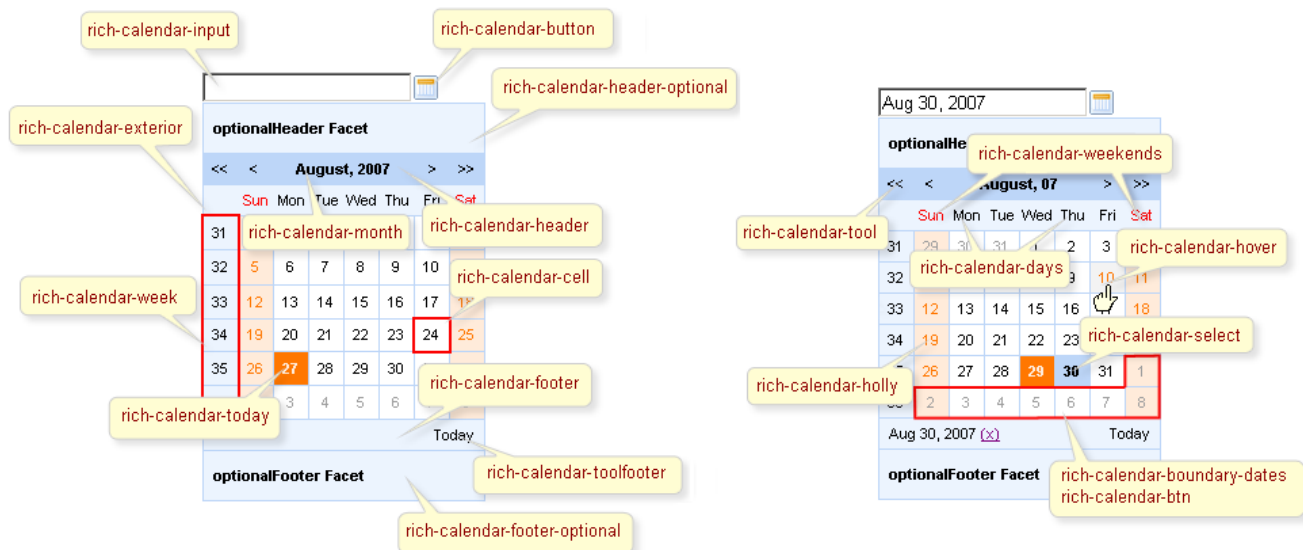 rich-calendar-input
rich-calendar-button
rich-calendar-header-optional
rich-calendar-exterior
optionalHeader Facet
<< < August, 2007 > >>
Sun Mon Tue Wed Thu Fri Sat
31
rich-calendar-month
rich-calendar-header
32 5 6 7 8 9 10
rich-calendar-cell
rich-calendar-week
33 12 13 14 15 16 17 18
34 19 20 21 22 23 24 25
35 26 27 28 29 30
rich-calendar-footer
rich-calendar-today
3 4 5 6
Today
rich-calendar-toolfooter
optionalFooter Facet
rich-calendar-footer-optional
Aug 30, 2007
optionalHe
rich-calendar-weekends
<< < August, 07 > >>
Sun Mon Tue Wed Thu Fri Sat
rich-calendar-tool
31 29 30 31 1 2 3
rich-calendar-hover
rich-calendar-days
32 9 10 11
33 12 13 14 15 16 18
34 19 20 21 22 23
rich-calendar-select
26 27 28 29 30 31 1
rich-calendar-holly
2 3 4 5 6 7 8
Aug 30, 2007 (x) Today
optionalFooter Facet
rich-calendar-boundary-dates
rich-calendar-btn